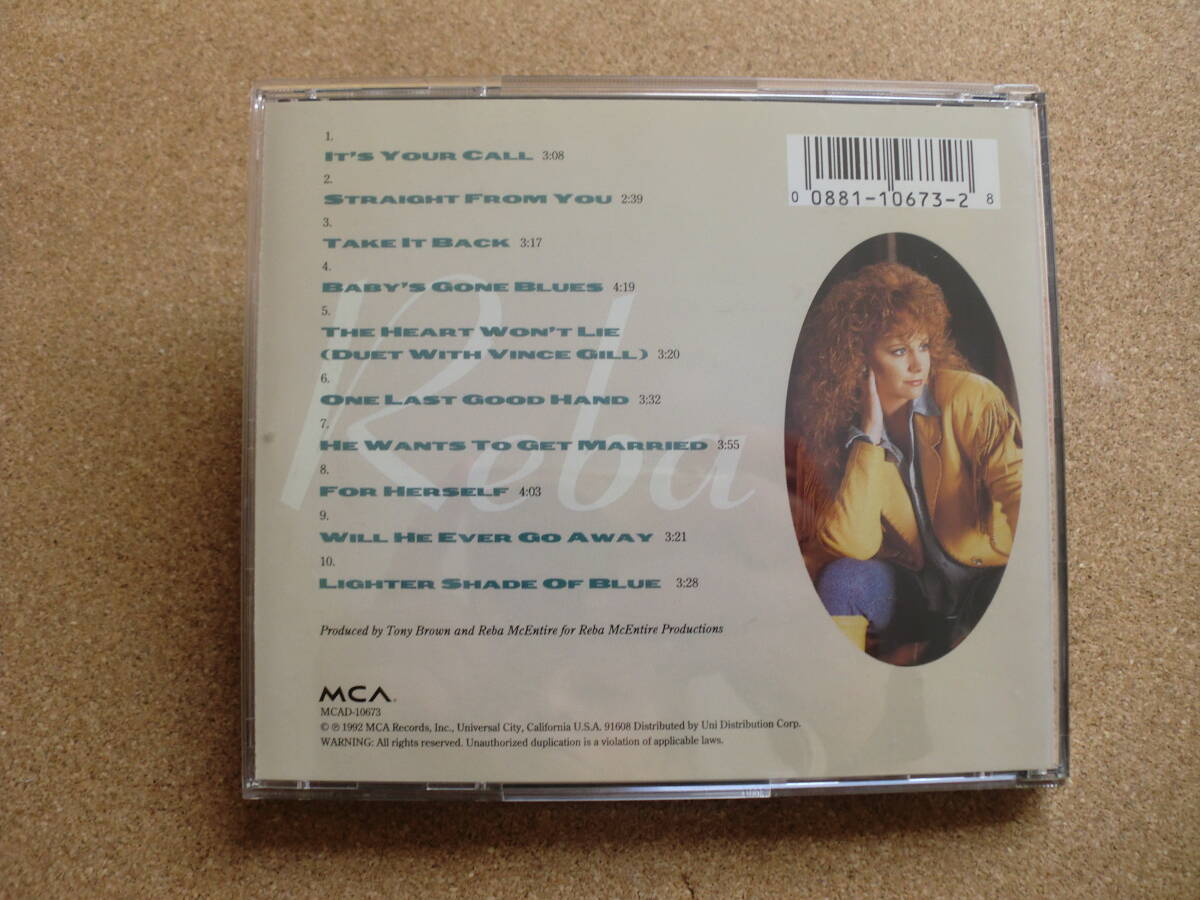 1.
IT'S YOUR CALL 3:08
2.
STRAIGHT FROM YOU 2:39
3.
TAKE IT BACK 3:17
4.
BABY'S GONE BLUES 4:19
5.
THE HEART WON'T LIE
(DUET WITH VINCE GILL) 3:20
6.
ONE LAST GOOD HAND 3:32
7.
HE WANTS TO GET MARRIED 3:55
8.
FOR HERSELF 4:03
9.
WILL HE EVER GO AWAY 3:21
10.
LIGHTER SHADE OF BLUE 3:28
Reba
Produced by Tony Brown and Reba McEntire for Reba McEntire Productions
MCA
MCAD-10673
© ℗ 1992 MCA Records, Inc., Universal City, California U.S.A. 91608 Distributed by Uni Distribution Corp.
WARNING: All rights reserved. Unauthorized duplication is a violation of applicable laws.
0 0881-10673-2 8